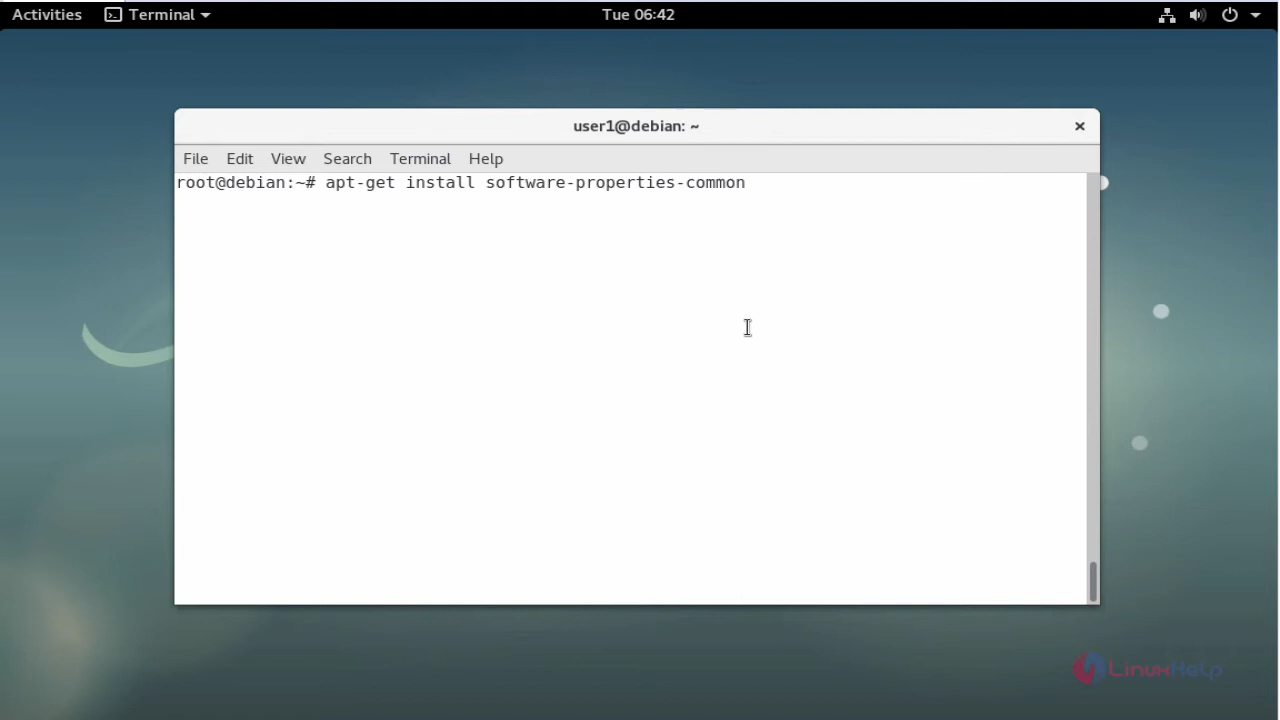 Activities Terminal Tue 06:42
user1@debian: ~
File Edit View Search Terminal Help
root@debian:~# apt-get install software-properties-common
LinuxHelp